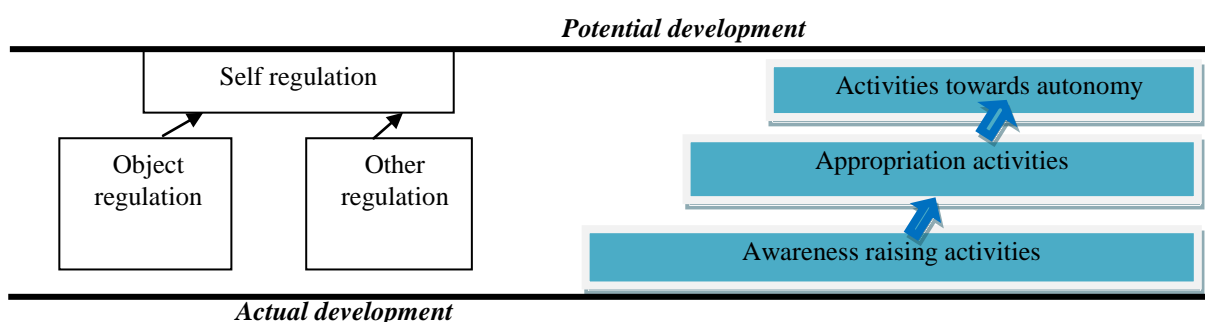 Potential development
Self regulation
Activities towards autonomy
Object
regulation
Other
regulation
Appropriation activities
Awareness raising activities
Actual development